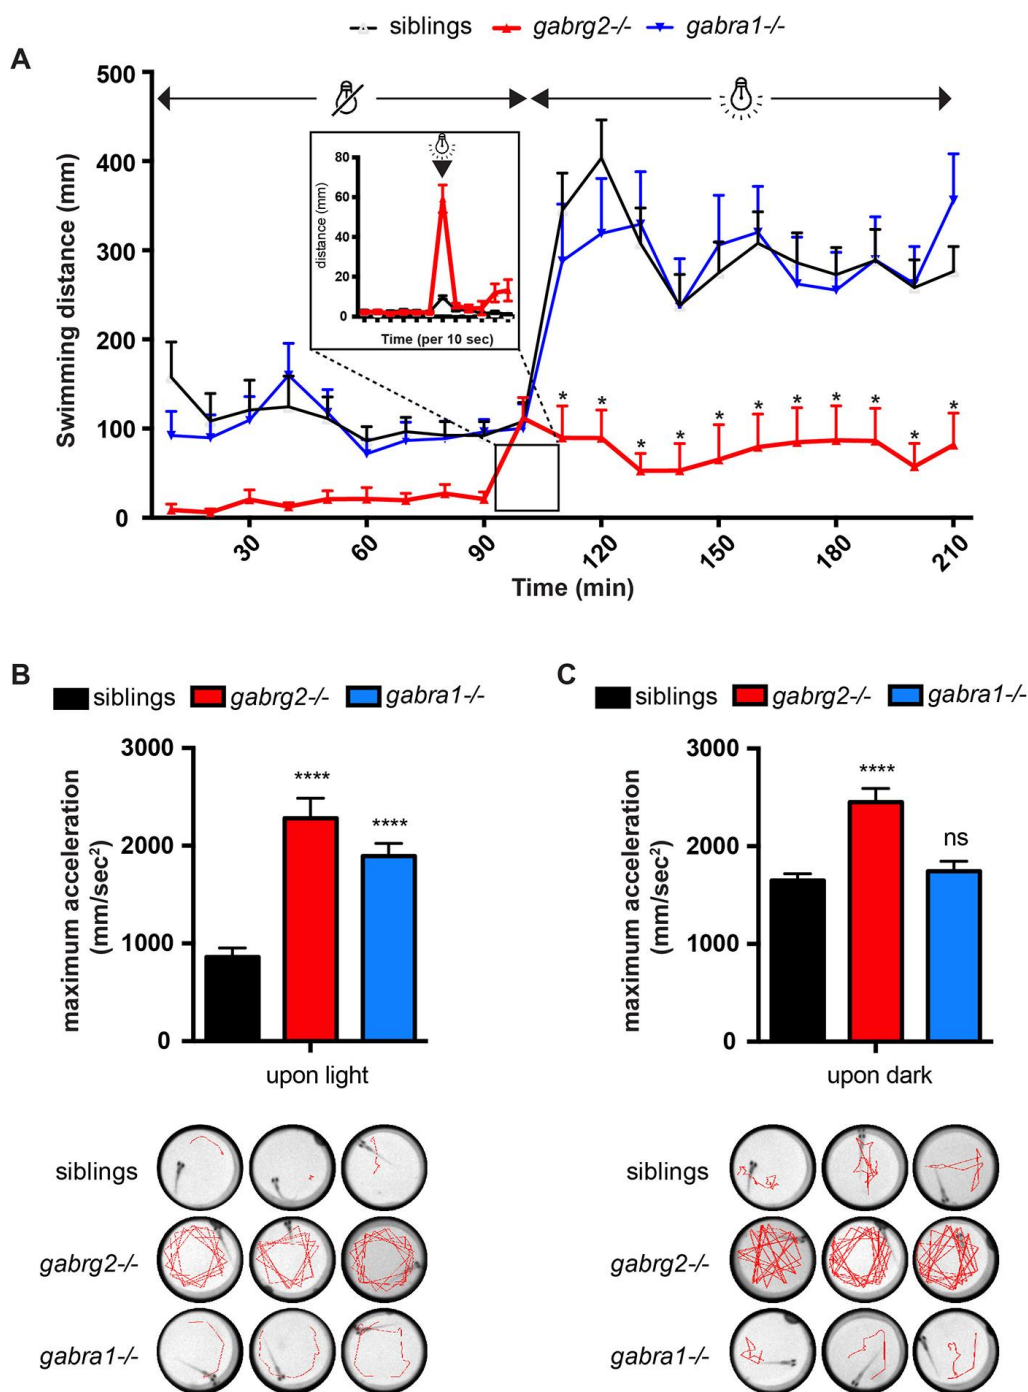 siblings gabrg2-/- gabra1-/-
A
500
400
300
200
100
0
Swimming distance (mm)
80
60
40
20
0
distance (mm)
Time (per 10 sec)
* * * * * * * * * *
30 60 90 120 150 180 210
Time (min)
B
siblings gabrg2-/- gabra1-/-
3000
2000
1000
0
maximum acceleration
(mm/sec²)
****
****
upon light
siblings
gabrg2-/-
gabra1-/-
C
siblings gabrg2-/- gabra1-/-
3000
2000
1000
0
maximum acceleration
(mm/sec²)
****
ns
upon dark
siblings
gabrg2-/-
gabra1-/-